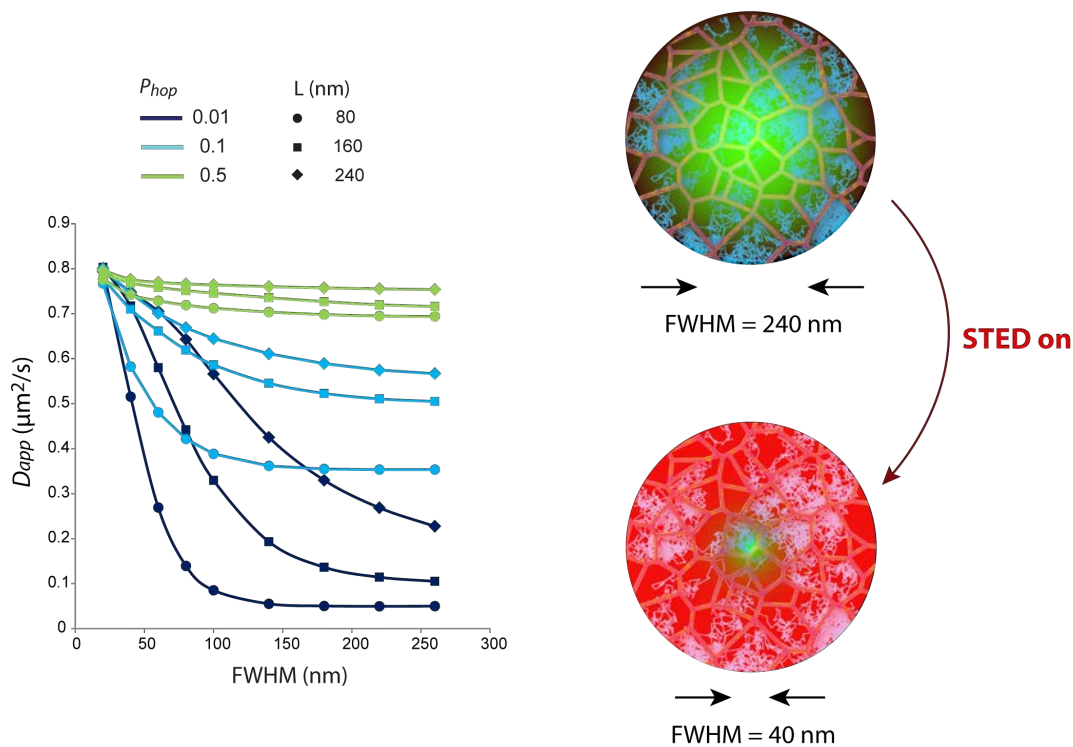 Phop L (nm)
0.01 80
0.1 160
0.5 240
0.9
0.8
0.7
0.6
0.5
0.4
0.3
0.2
0.1
0
Dapp (μm²/s)
0 50 100 150 200 250 300
FWHM (nm)
FWHM = 240 nm
STED on
FWHM = 40 nm